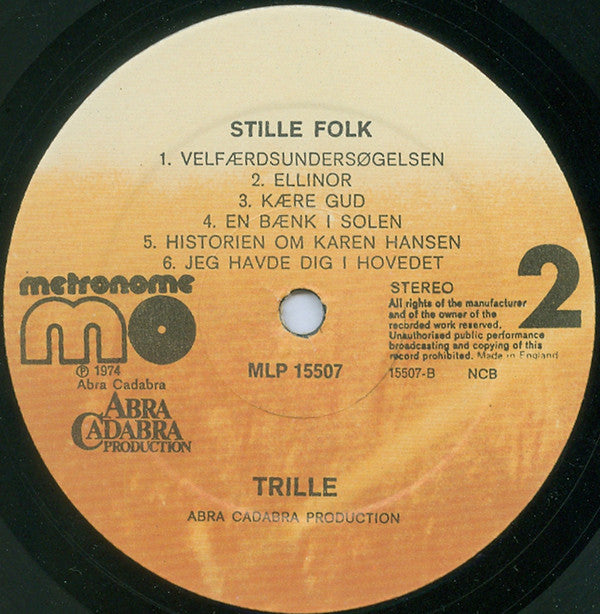 STILLE FOLK
1. VELFÆRDSUNDERSØGELSEN
2. ELLINOR
3. KÆRE GUD
4. EN BÆNK I SOLEN
5. HISTORIEN OM KAREN HANSEN
6. JEG HAVDE DIG I HOVEDET
metronome
mo
℗ 1974
Abra Cadabra
ABRA
CADABRA
PRODUCTION
MLP 15507
STEREO
2
All rights of the manufacturer
and of the owner of the
recorded work reserved.
Unauthorised public performance
broadcasting and copying of this
record prohibited. Made in England
15507-B NCB
TRILLE
ABRA CADABRA PRODUCTION